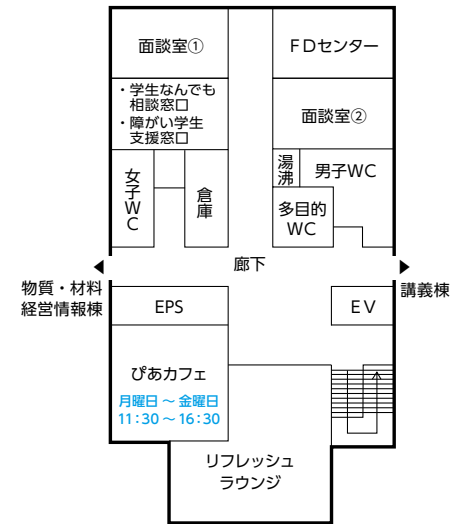 面談室①
FDセンター
・学生なんでも
相談窓口
・障がい学生
支援窓口
面談室②
女子WC
倉庫
湯沸
男子WC
多目的
WC
廊下
物質・材料
経営情報棟
講義棟
EPS
EV
ぴあカフェ
月曜日～金曜日
11:30～16:30
リフレッシュ
ラウンジ